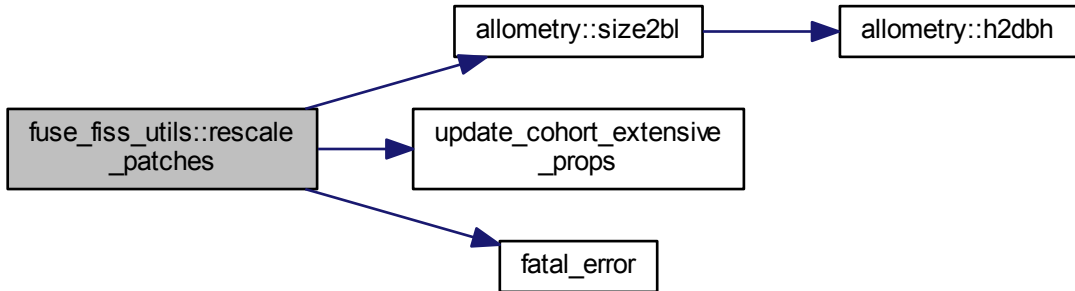 fuse_fiss_utils::rescale
_patches
allometry::size2bl
allometry::h2dbh
update_cohort_extensive
_props
fatal_error